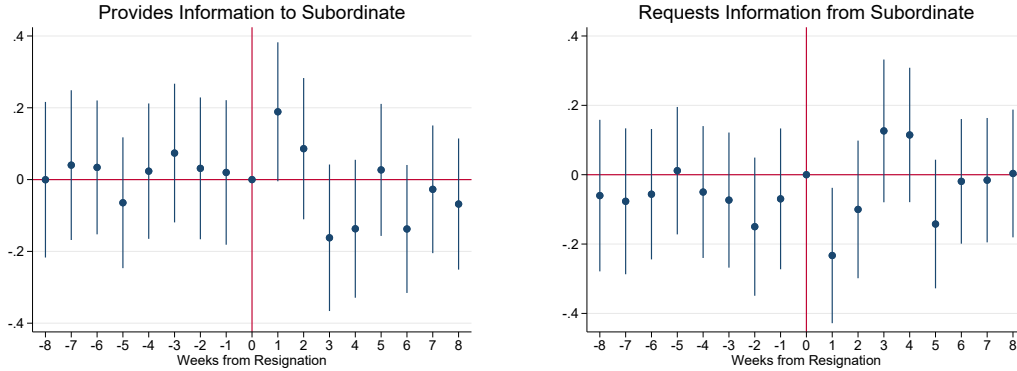 Provides Information to Subordinate
.4
.2
0
-.2
-.4
-8 -7 -6 -5 -4 -3 -2 -1 0 1 2 3 4 5 6 7 8
Weeks from Resignation
Requests Information from Subordinate
.4
.2
0
-.2
-.4
-8 -7 -6 -5 -4 -3 -2 -1 0 1 2 3 4 5 6 7 8
Weeks from Resignation